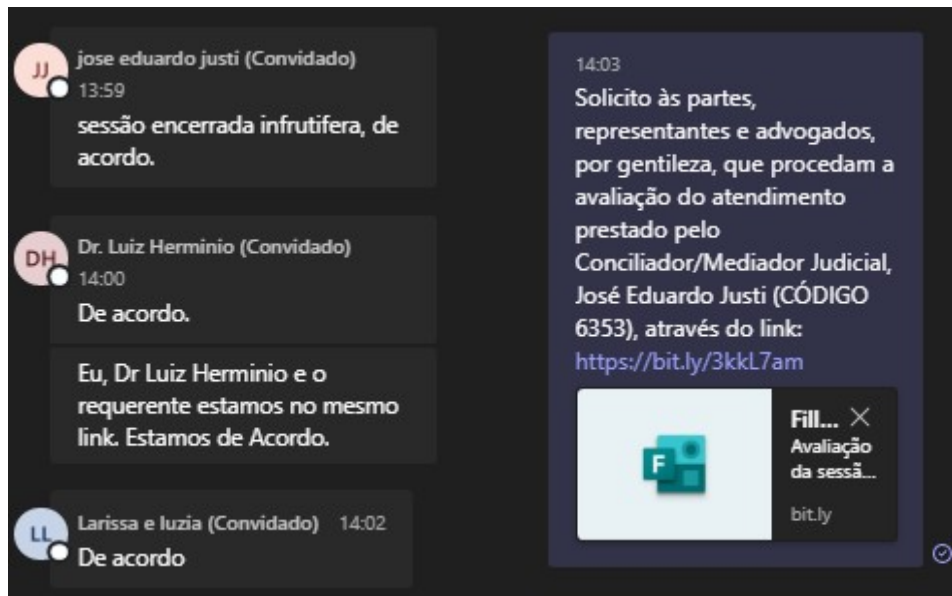 JJ
jose eduardo justi (Convidado)
13:59
sessão encerrada infrutifera, de
acordo.
DH
Dr. Luiz Herminio (Convidado)
14:00
De acordo.
Eu, Dr Luiz Herminio e o
requerente estamos no mesmo
link. Estamos de Acordo.
LL
Larissa e luzia (Convidado) 14:02
De acordo
14:03
Solicito às partes,
representantes e advogados,
por gentileza, que procedam a
avaliação do atendimento
prestado pelo
Conciliador/Mediador Judicial,
José Eduardo Justi (CÓDIGO
6353), através do link:
https://bit.ly/3kkL7am
F
Fill...
Avaliação
da sessã...
bit.ly